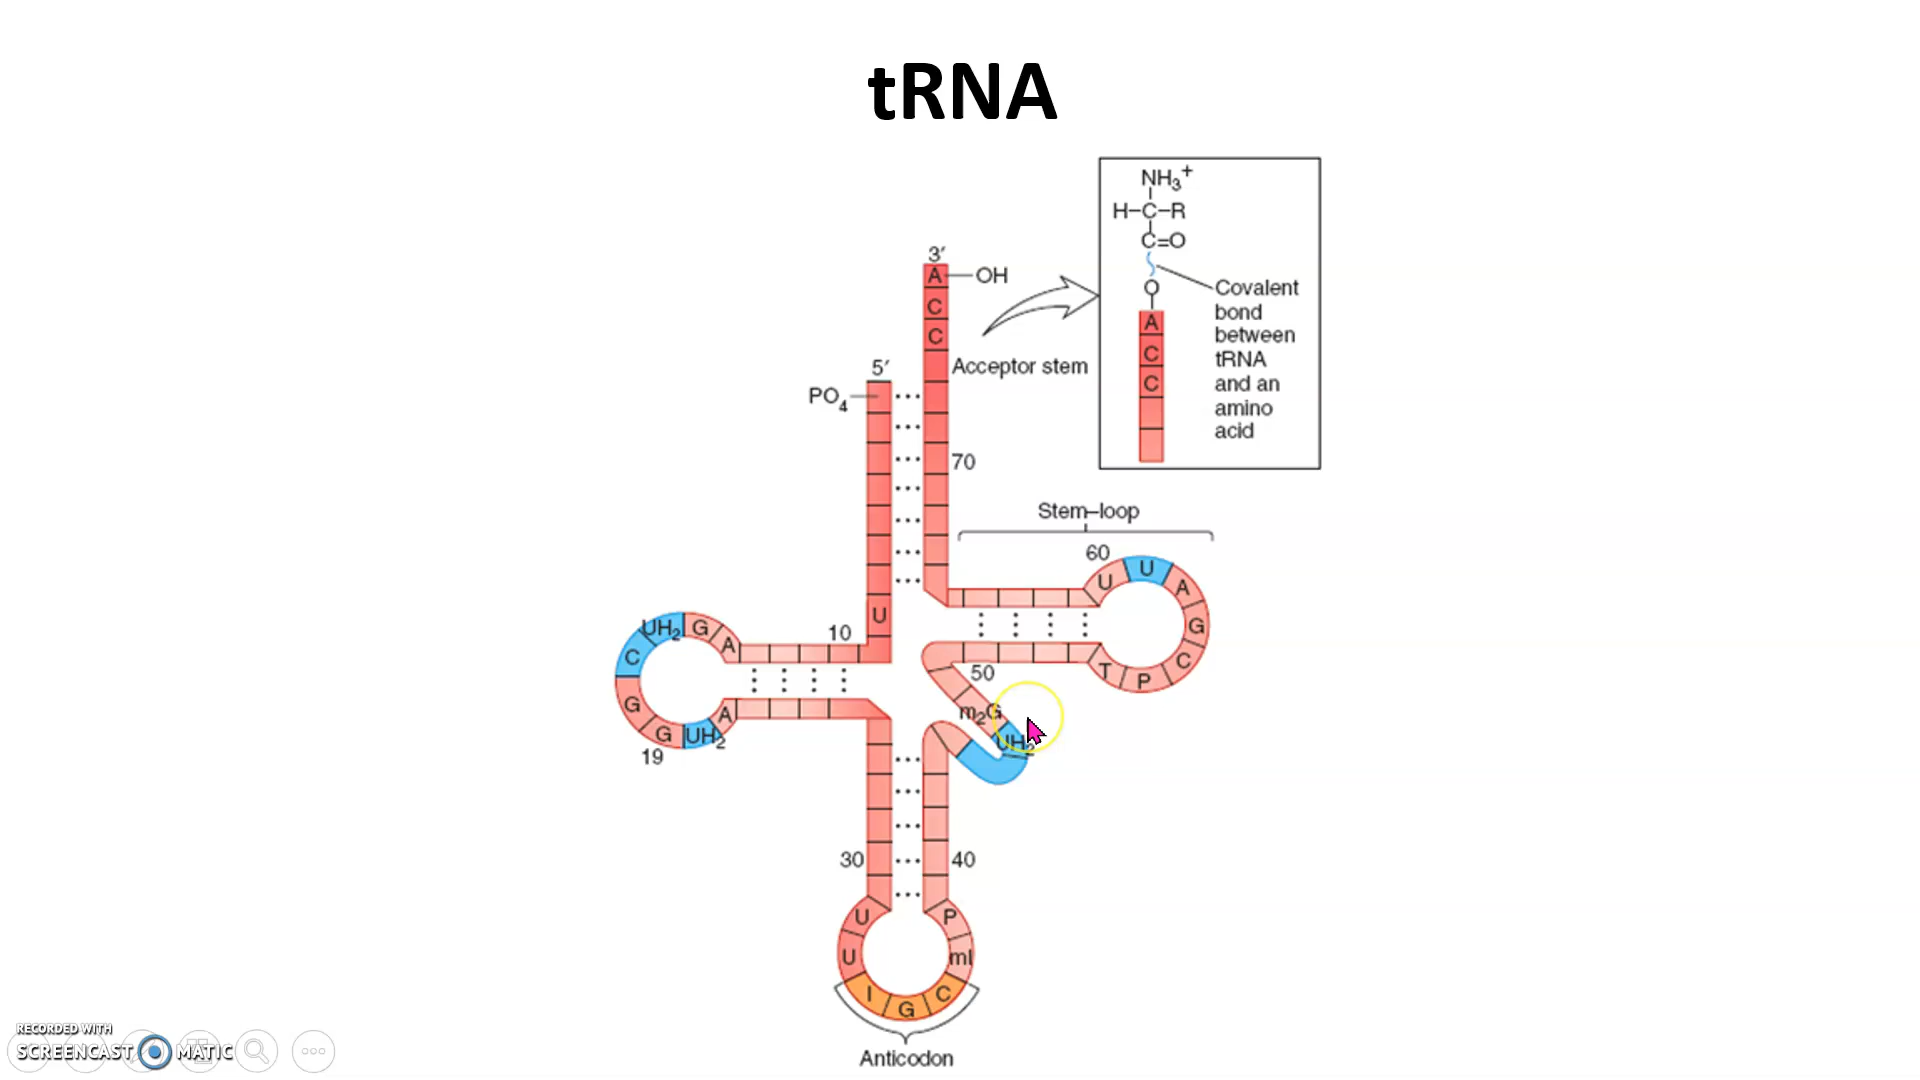 tRNA
NH3+
H–C–R
C=O
O
A
C
C
Covalent
bond
between
tRNA
and an
amino
acid
3′
A
OH
C
C
Acceptor stem
5′
PO4
70
Stem–loop
60
U
U
A
G
C
P
T
50
U
10
A
G
UH2
C
G
G
UH2
A
19
m2G
UH2
30
40
U
U
I
G
C
mI
P
Anticodon
RECORDED WITH
SCREENCAST MATIC